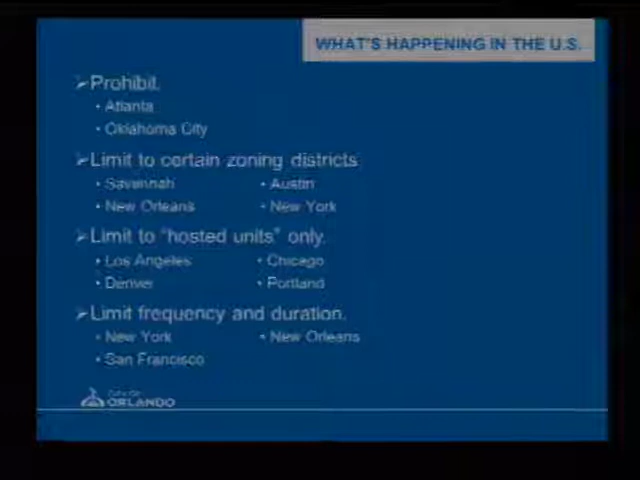 WHAT'S HAPPENING IN THE U.S.
➢Prohibit.
• Atlanta
• Oklahoma City
➢Limit to certain zoning districts
• Savannah • Austin
• New Orleans • New York
➢Limit to "hosted units" only.
• Los Angeles • Chicago
• Denver • Portland
➢Limit frequency and duration.
• New York • New Orleans
• San Francisco
CITY OF
ORLANDO